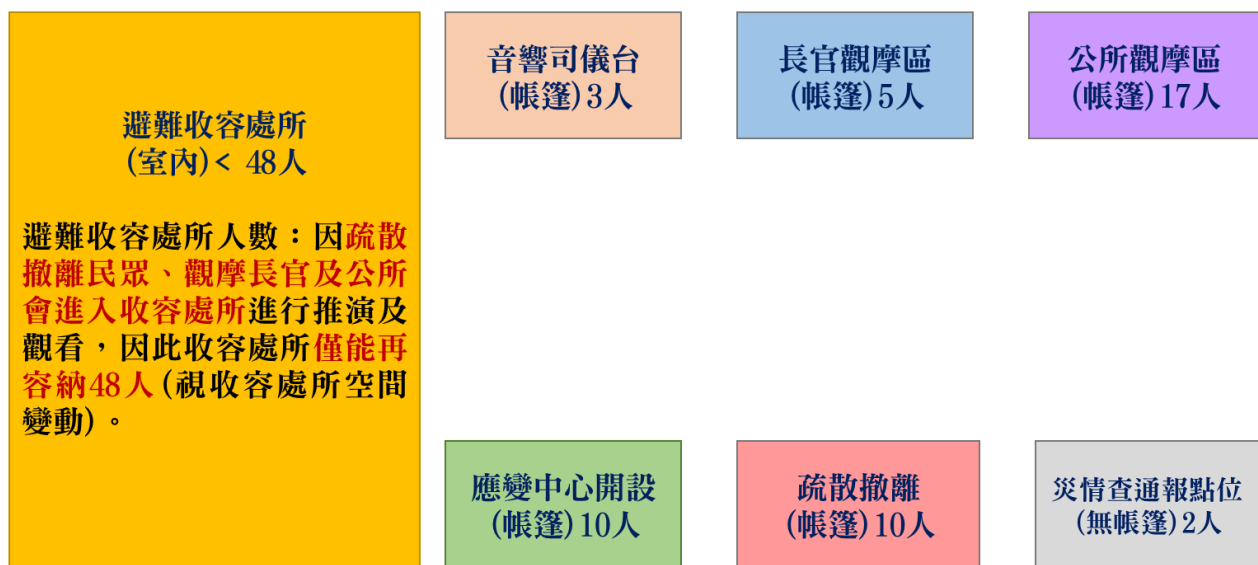 避難收容處所
(室內)< 48人
避難收容處所人數：因疏散
撤離民眾、觀摩長官及公所
會進入收容處所進行推演及
觀看，因此收容處所僅能再
容納48人(視收容處所空間
變動)。
音響司儀台
(帳篷)3人
長官觀摩區
(帳篷)5人
公所觀摩區
(帳篷)17人
應變中心開設
(帳篷)10人
疏散撤離
(帳篷)10人
災情查通報點位
(無帳篷)2人